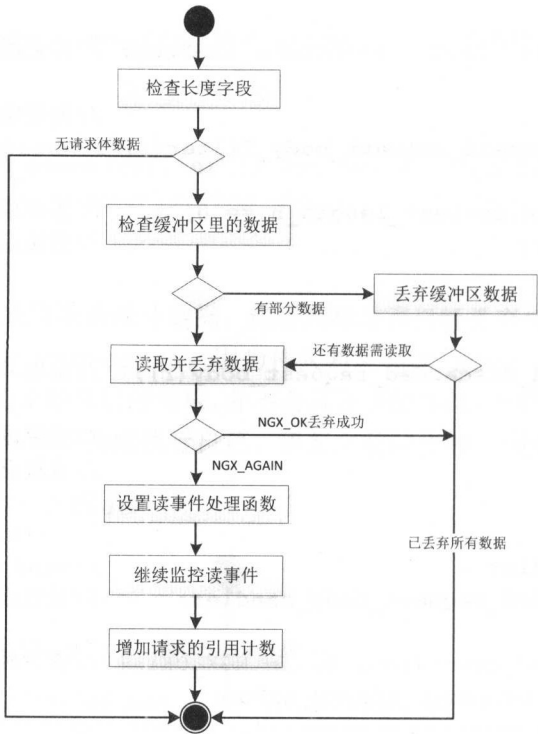 检查长度字段
无请求体数据
检查缓冲区里的数据
有部分数据
丢弃缓冲区数据
还有数据需读取
读取并丢弃数据
NGX_OK丢弃成功
NGX_AGAIN
设置读事件处理函数
已丢弃所有数据
继续监控读事件
增加请求的引用计数